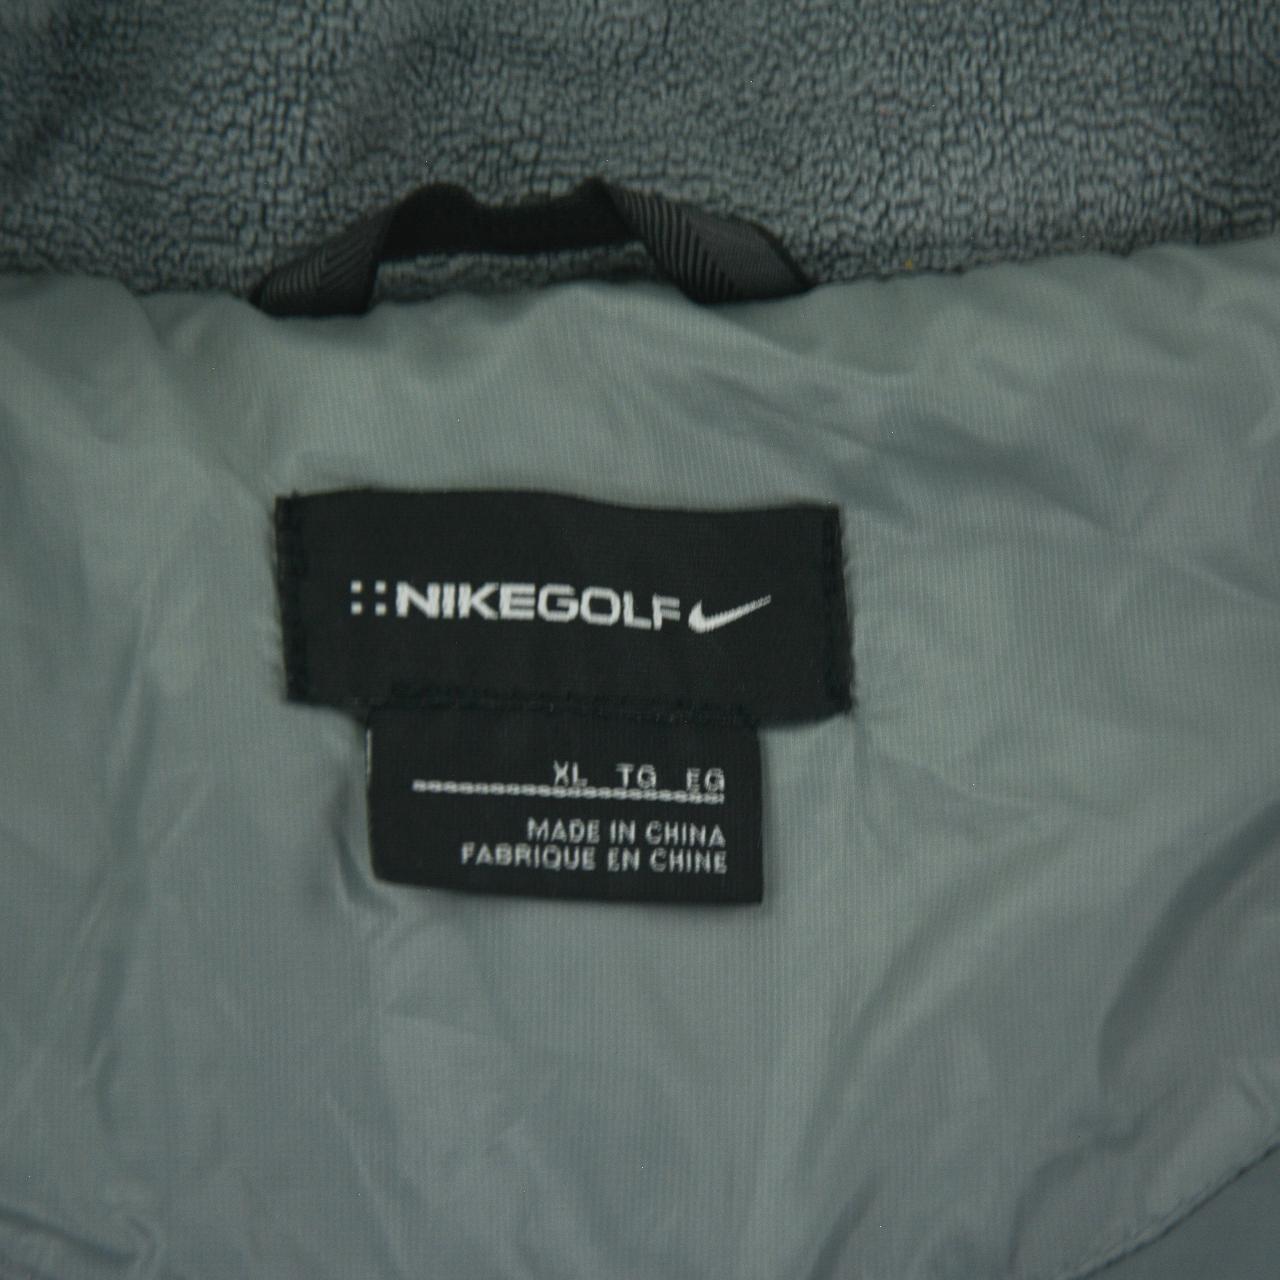 ::NIKEGOLF
XL TG EG
MADE IN CHINA
FABRIQUE EN CHINE